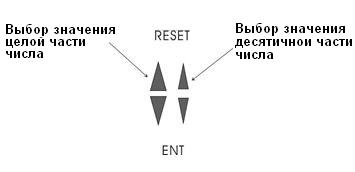 Выбор значения
целой части
числа
RESET
Выбор значения
десятичной части
числа
ENT